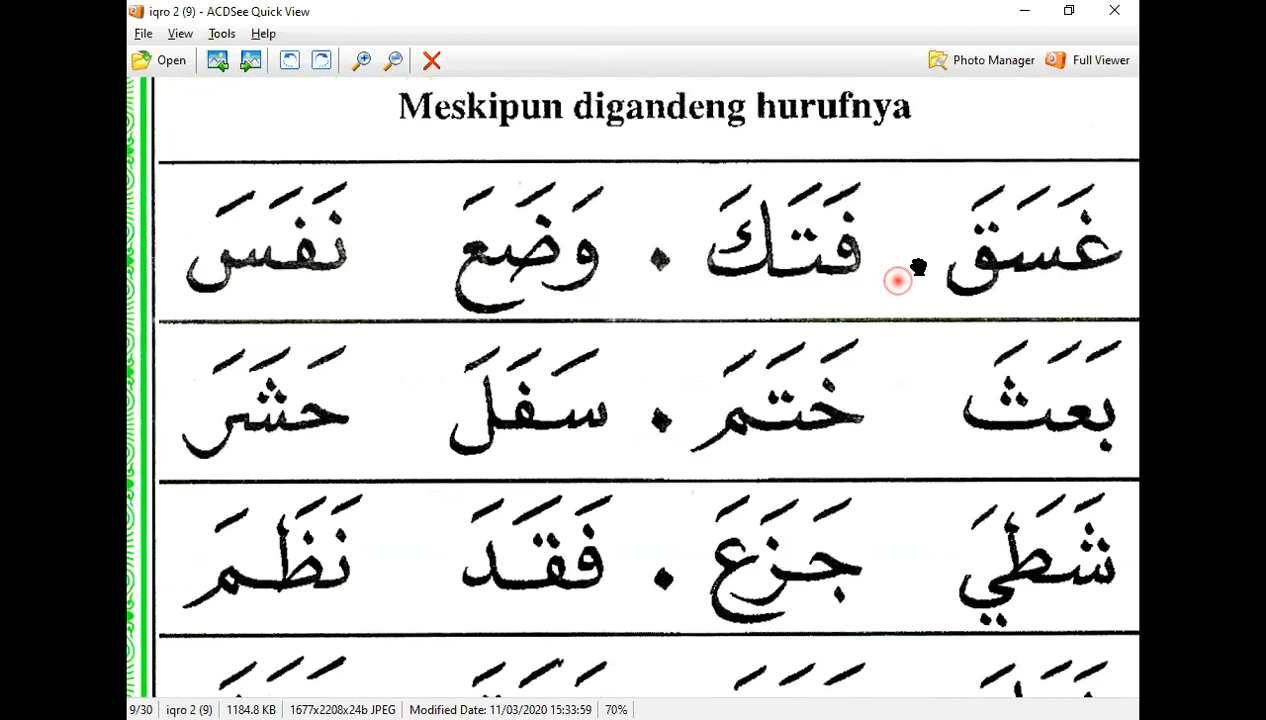 iqro 2 (9) - ACDSee Quick View
File View Tools Help
Open Photo Manager Full Viewer
Meskipun digandeng hurufnya
غَسَقَ فَتَكَ . وَضَعَ نَفَسَ
بَعَثَ خَتَمَ . سَفَلَ حَشَرَ
شَطَيَ جَزَعَ . فَقَدَ نَظَمَ
9/30 iqro 2 (9) 1184.8 KB 1677x2208x24b JPEG Modified Date: 11/03/2020 15:33:59 70%